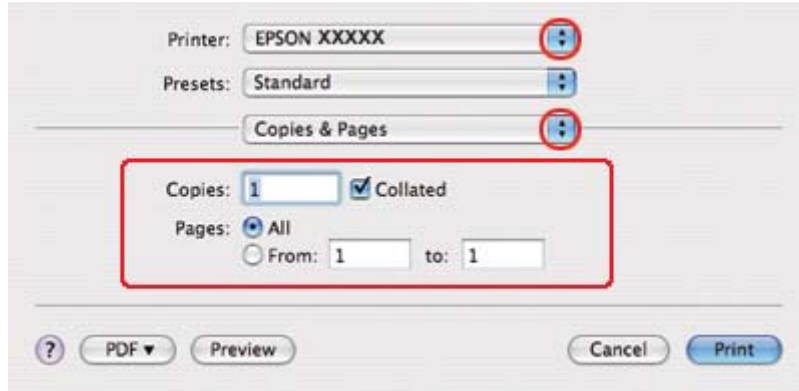 Printer: EPSON XXXXX
Presets: Standard
Copies & Pages
Copies: 1 Collated
Pages: All
From: 1 to: 1
? PDF▼ Preview Cancel Print